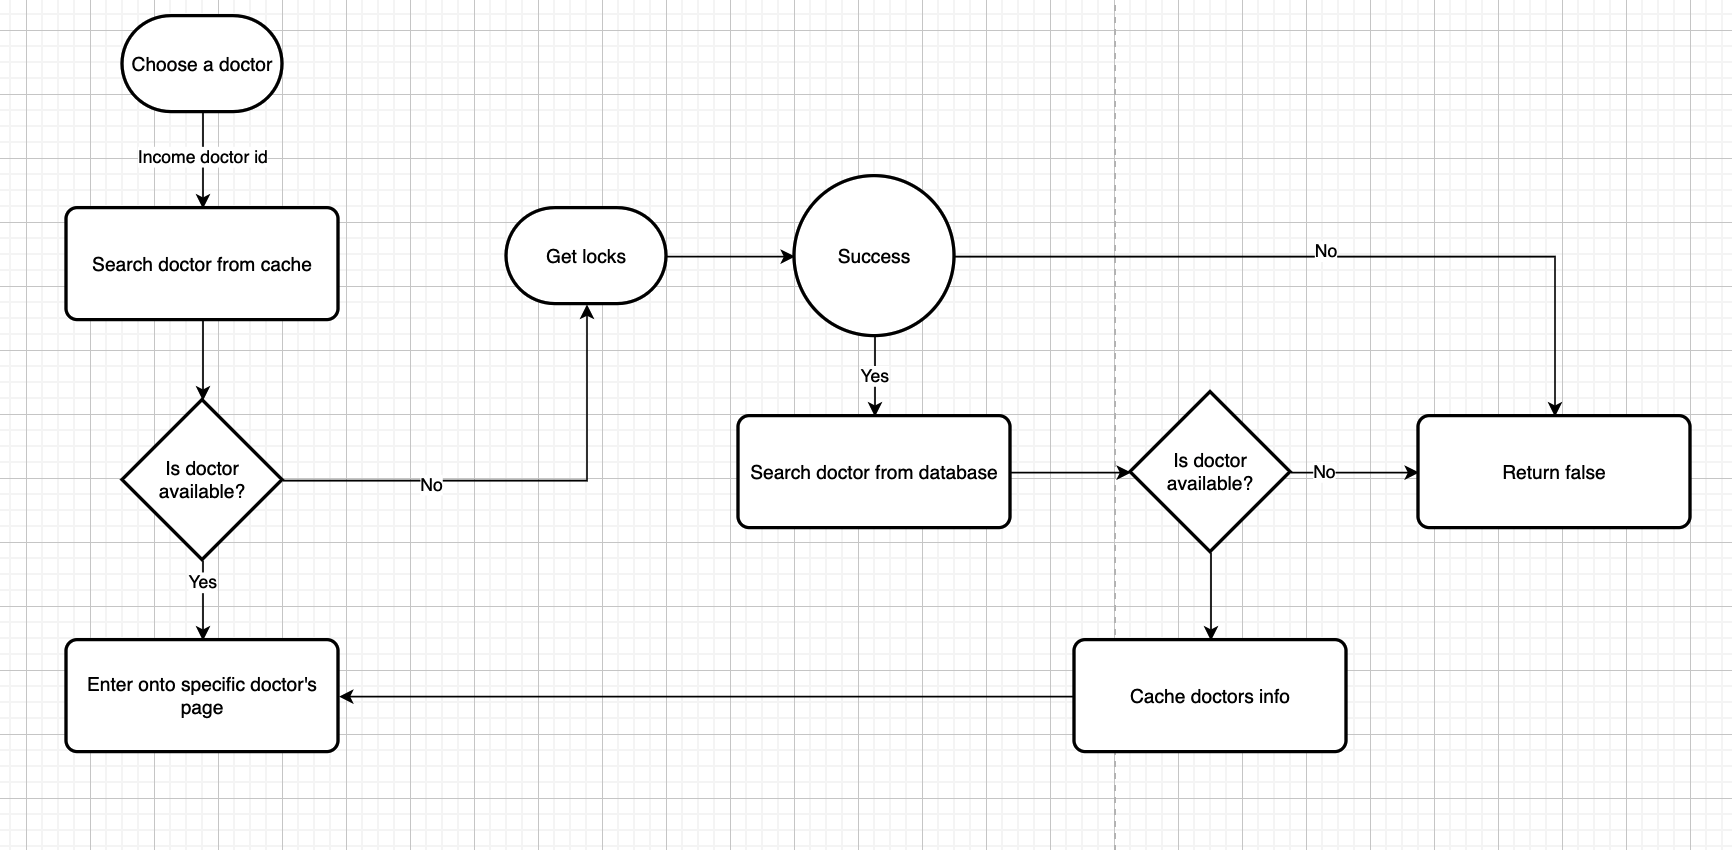 Choose a doctor
Income doctor id
Search doctor from cache
Get locks
Success
No
Yes
Is doctor
available?
No
Search doctor from database
Is doctor
available?
No
Return false
Yes
Enter onto specific doctor's
page
Cache doctors info